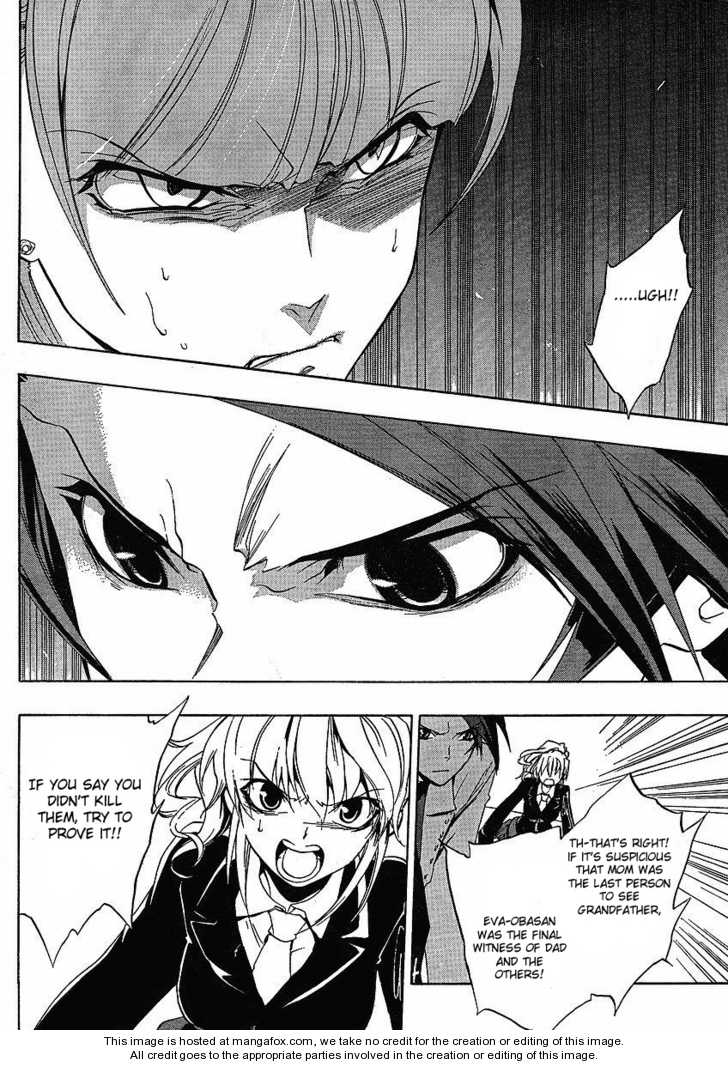 .....UGH!!
TH-THAT'S RIGHT!
IF IT'S SUSPICIOUS
THAT MOM WAS
THE LAST PERSON
TO SEE
GRANDFATHER,
EVA-OBASAN
WAS THE FINAL
WITNESS OF DAD
AND THE
OTHERS!
IF YOU SAY YOU
DIDN'T KILL
THEM, TRY TO
PROVE IT!!
This image is hosted at mangafox.com, we take no credit for the creation or editing of this image.
All credit goes to the appropriate parties involved in the creation or editing of this image.